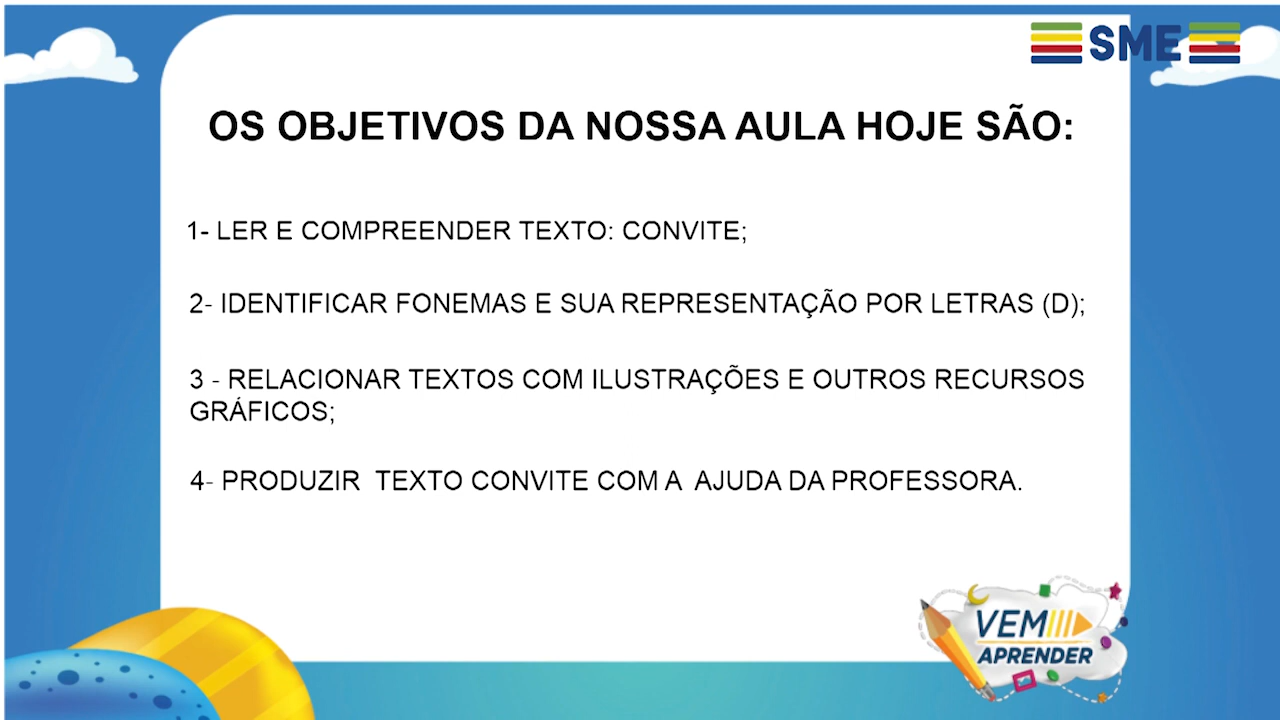 SME
OS OBJETIVOS DA NOSSA AULA HOJE SÃO:
1- LER E COMPREENDER TEXTO: CONVITE;
2- IDENTIFICAR FONEMAS E SUA REPRESENTAÇÃO POR LETRAS (D);
3 - RELACIONAR TEXTOS COM ILUSTRAÇÕES E OUTROS RECURSOS
GRÁFICOS;
4- PRODUZIR  TEXTO CONVITE COM A  AJUDA DA PROFESSORA.
VEM
APRENDER